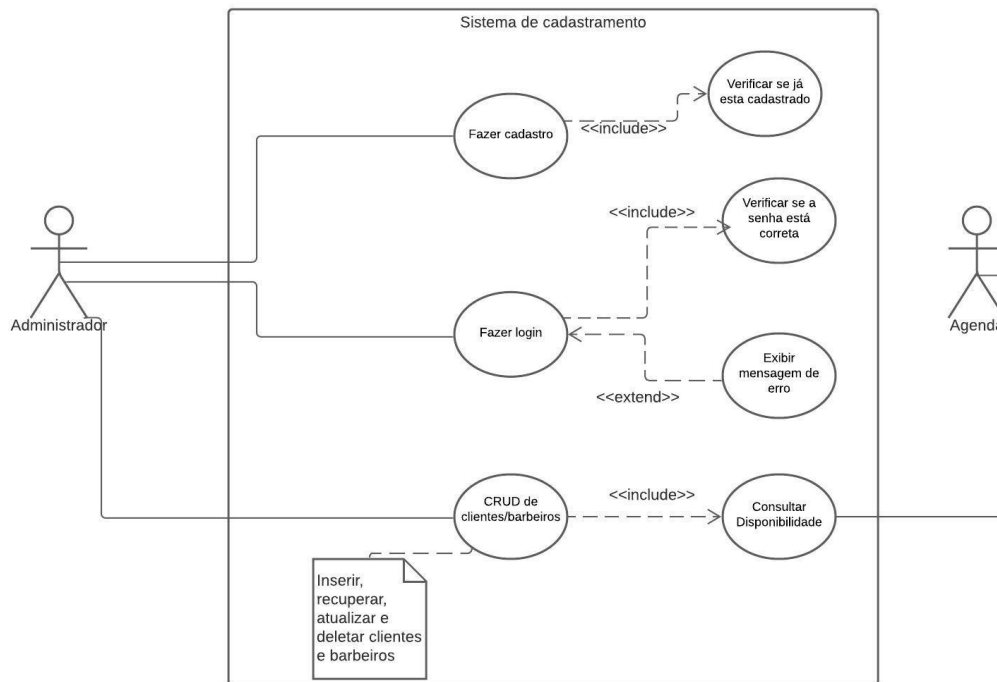 Sistema de cadastramento
Verificar se já
esta cadastrado
Fazer cadastro
<<include>>
Verificar se a
senha está
correta
<<include>>
Administrador
Fazer login
Agenda
Exibir
mensagem de
erro
<<extend>>
CRUD de
clientes/barbeiros
<<include>>
Consultar
Disponibilidade
Inserir,
recuperar,
atualizar e
deletar clientes
e barbeiros